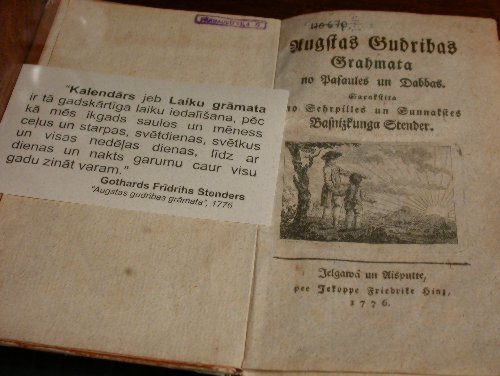 "Kalendārs jeb Laiku grāmata
ir tā gadskārtīga laiku iedalīšana, pēc
kā mēs ikgads saules un mēness
ceļus un starpas, svētdienas, svētkus
un visas nedēļas dienas, līdz ar
dienas un nakts garumu caur visu
gadu zināt varam."
Gothards Frīdrihs Stenders
"Augstas gudrības grāmata", 1776
Augstas Gudribas
Grahmata
no Pasaules un Dabbas.
Sarakstita
no Sehrpilles un Sunnakstes
Basnizkunga Stender.
Jelgawâ un Aisputte,
pee Jekoppe Friedrike Hinz,
1776.